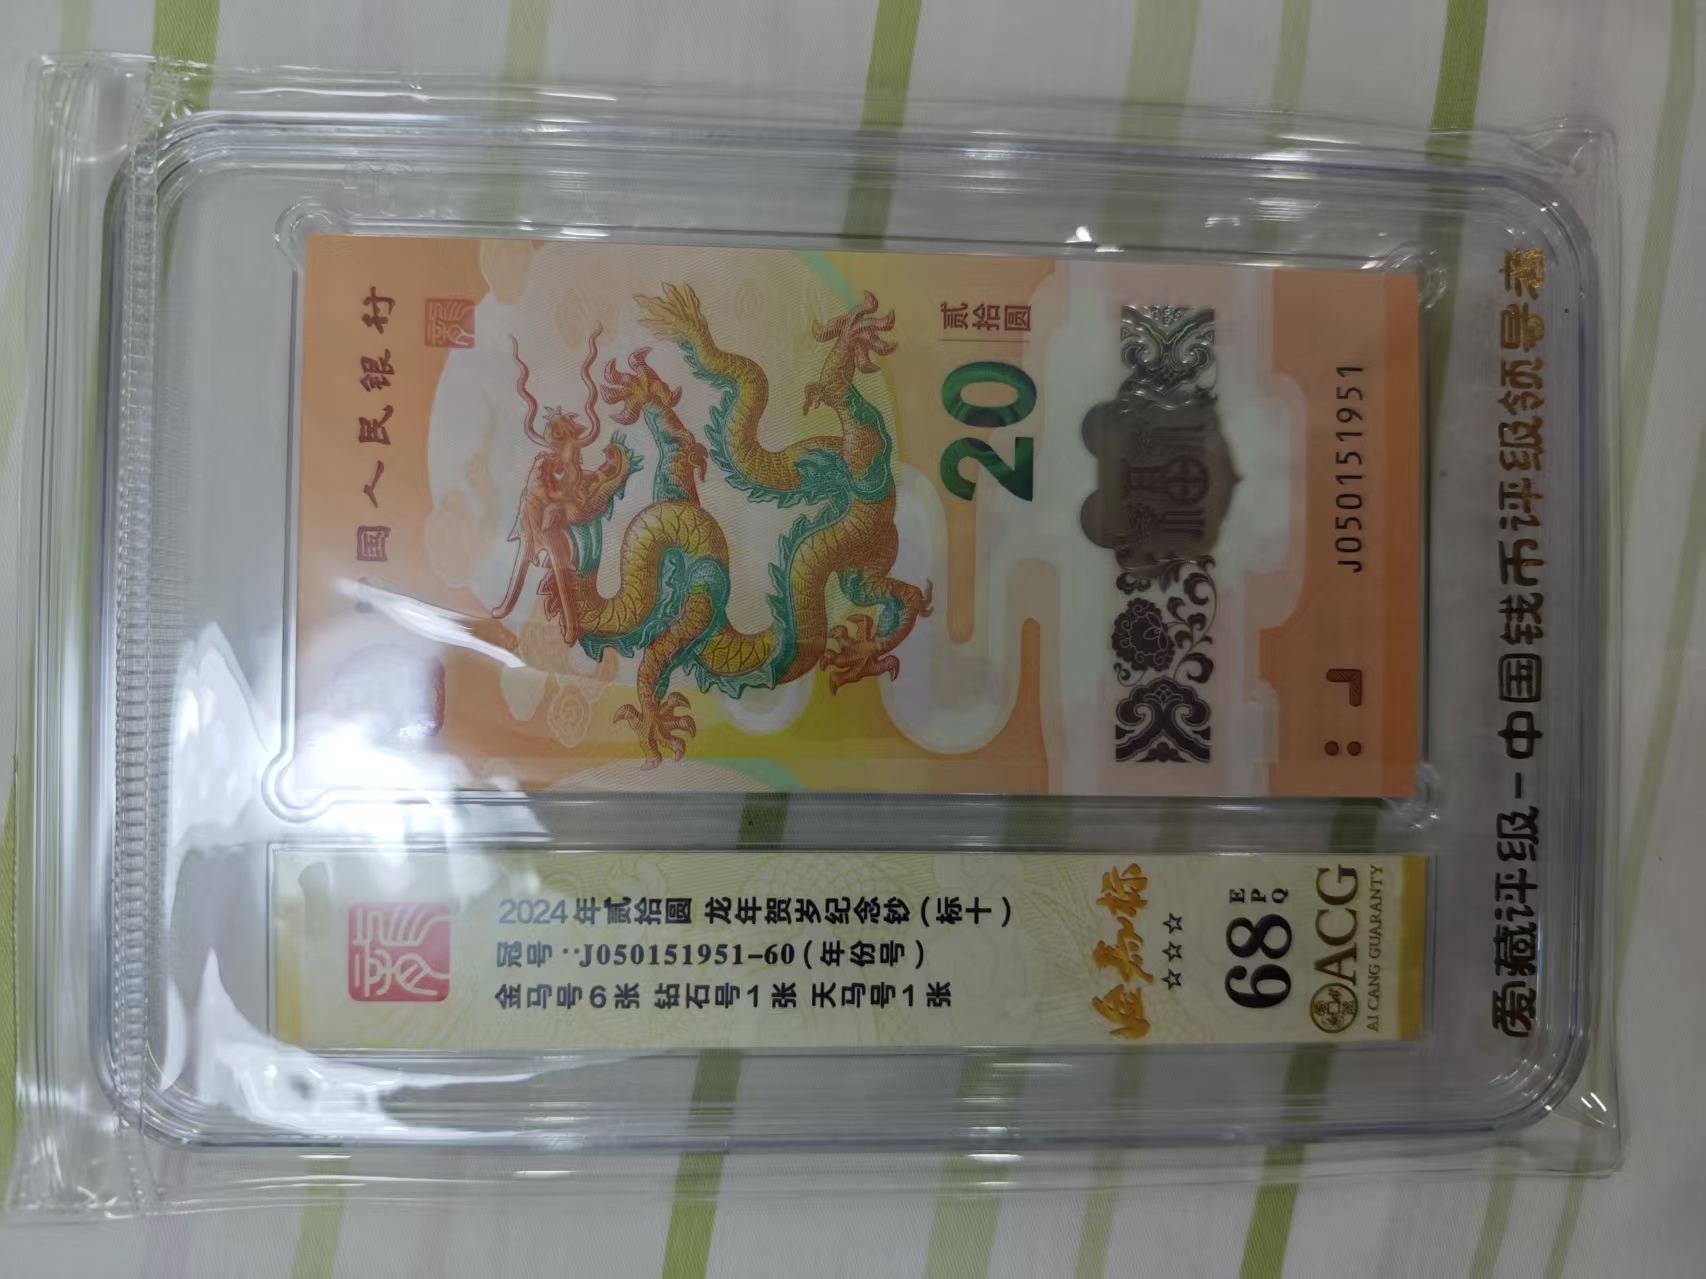 国人民银行
贰拾圆
20
J050151951
2024年贰拾圆 龙年贺岁纪念钞(标十)
冠号:J050151951-60(年份号)
金马号6张 钻石号1张 天马号1张
金马标
☆☆☆☆
68 EPQ
ACG
AI CANG GUARANTY
爱藏评级-中国钱币评级领导者